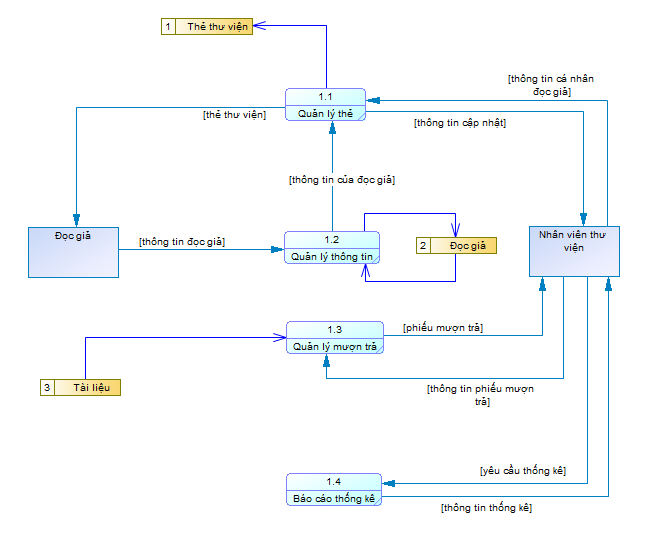 1 Thẻ thư viện
[thông tin cá nhân
đọc giả]
1.1
Quản lý thẻ
[thẻ thư viện]
[thông tin cập nhật]
[thông tin của đọc giả]
Đọc giả
[thông tin đọc giả]
1.2
Quản lý thông tin
2 Đọc giả
Nhân viên thư
viện
1.3
Quản lý mượn trả
[phiếu mượn trả]
3 Tài liệu
[thông tin phiếu mượn
trả]
1.4
Báo cáo thống kê
[yêu cầu thống kê]
[thông tin thống kê]